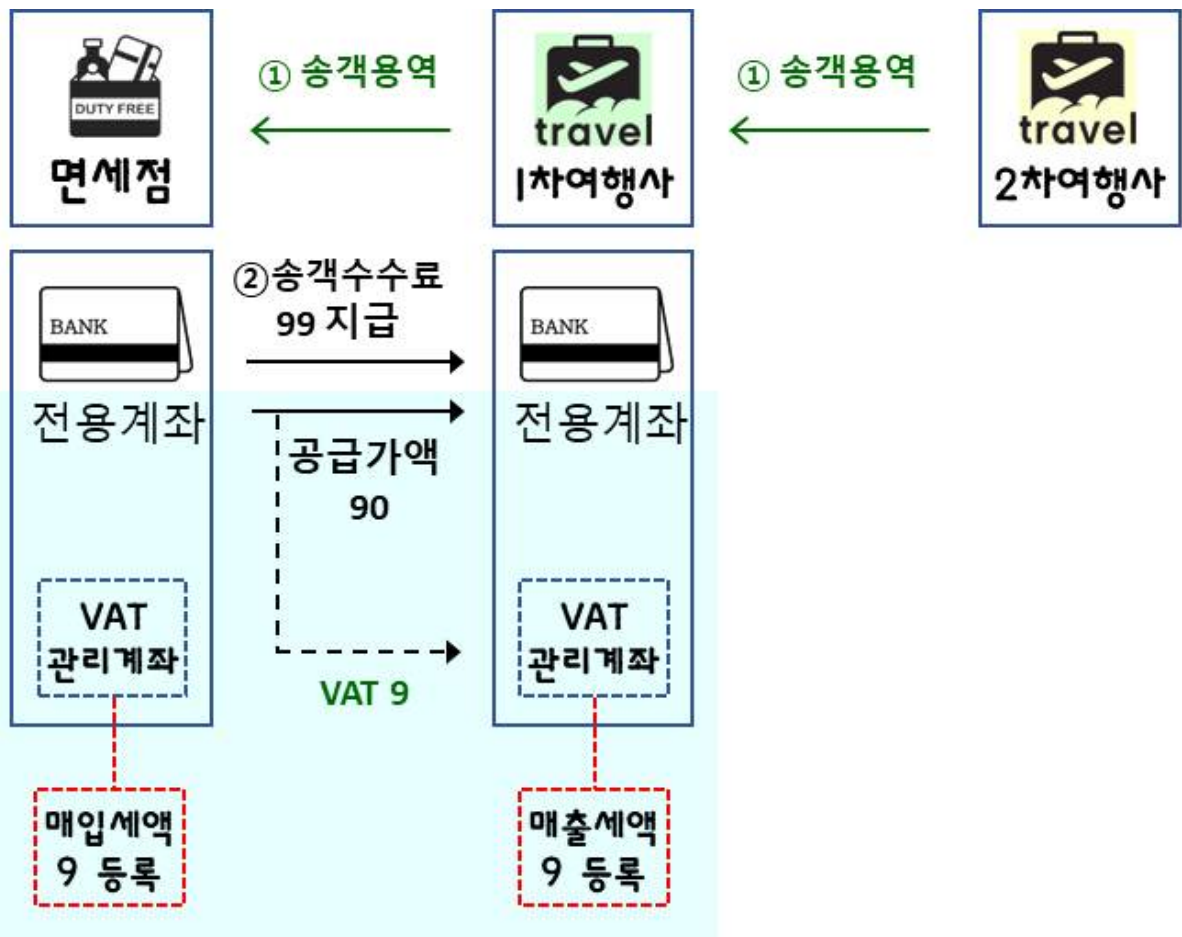 DUTY FREE
면세점
① 송객용역
travel
1차여행사
① 송객용역
travel
2차여행사
BANK
전용계좌
②송객수수료
99 지급
BANK
전용계좌
공급가액
90
VAT
관리계좌
VAT 9
VAT
관리계좌
매입세액
9 등록
매출세액
9 등록